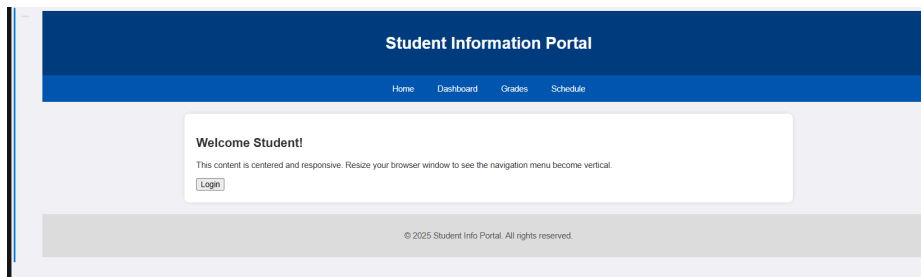 Student Information Portal
Home Dashboard Grades Schedule
Welcome Student!
This content is centered and responsive. Resize your browser window to see the navigation menu become vertical.
Login
© 2025 Student Info Portal. All rights reserved.